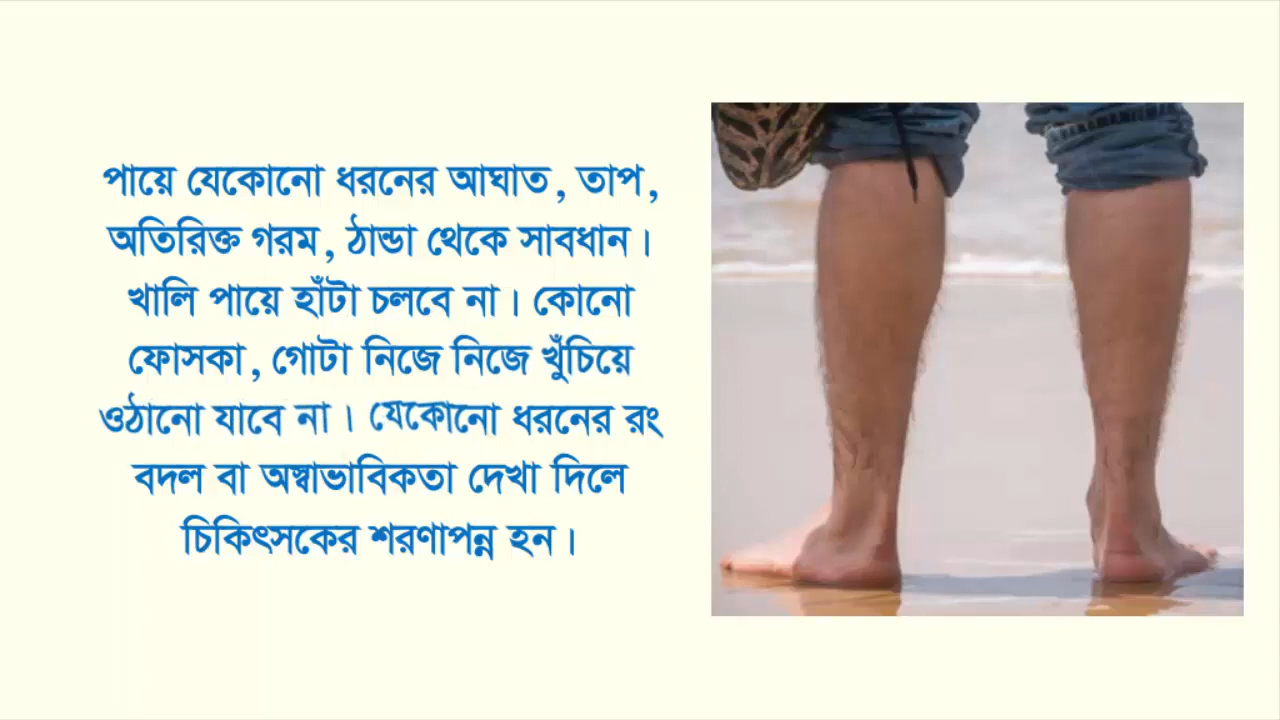 পায়ে যেকোনো ধরনের আঘাত, তাপ,
অতিরিক্ত গরম, ঠান্ডা থেকে সাবধান।
খালি পায়ে হাঁটা চলবে না। কোনো
ফোসকা, গোটা নিজে নিজে খুঁচিয়ে
ওঠানো যাবে না। যেকোনো ধরনের রং
বদল বা অস্বাভাবিকতা দেখা দিলে
চিকিৎসকের শরণাপন্ন হন।